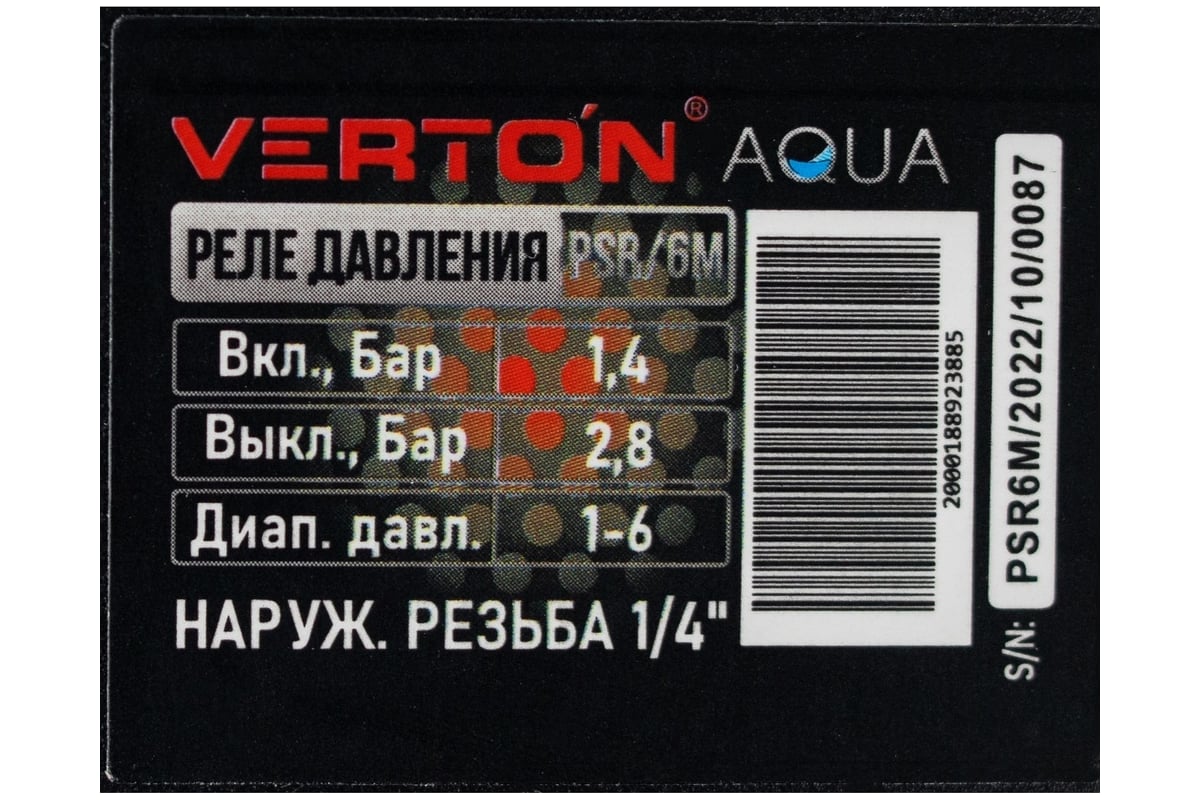 VERTON® AQUA
РЕЛЕ ДАВЛЕНИЯ PSR/6M
Вкл., Бар 1,4
Выкл., Бар 2,8
Диап. давл. 1-6
НАРУЖ. РЕЗЬБА 1/4"
2000188923885
S/N: PSR6M/2022/10/0087